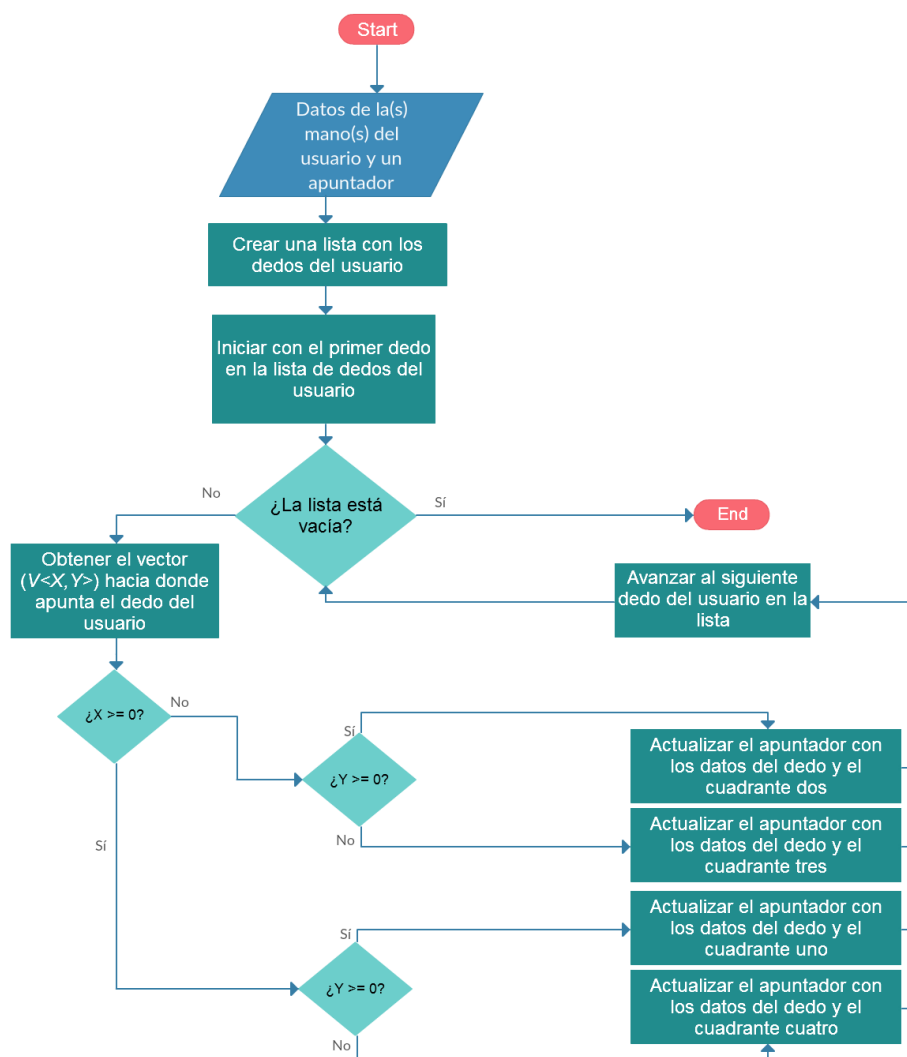 Start
Datos de la(s)
mano(s) del
usuario y un
apuntador
Crear una lista con los
dedos del usuario
Iniciar con el primer dedo
en la lista de dedos del
usuario
¿La lista está
vacía?
No
Sí
End
Obtener el vector
(V<X,Y>) hacia donde
apunta el dedo del
usuario
Avanzar al siguiente
dedo del usuario en la
lista
¿X >= 0?
No
Sí
¿Y >= 0?
Sí
No
Actualizar el apuntador con
los datos del dedo y el
cuadrante dos
Actualizar el apuntador con
los datos del dedo y el
cuadrante tres
¿Y >= 0?
Sí
No
Actualizar el apuntador con
los datos del dedo y el
cuadrante uno
Actualizar el apuntador con
los datos del dedo y el
cuadrante cuatro